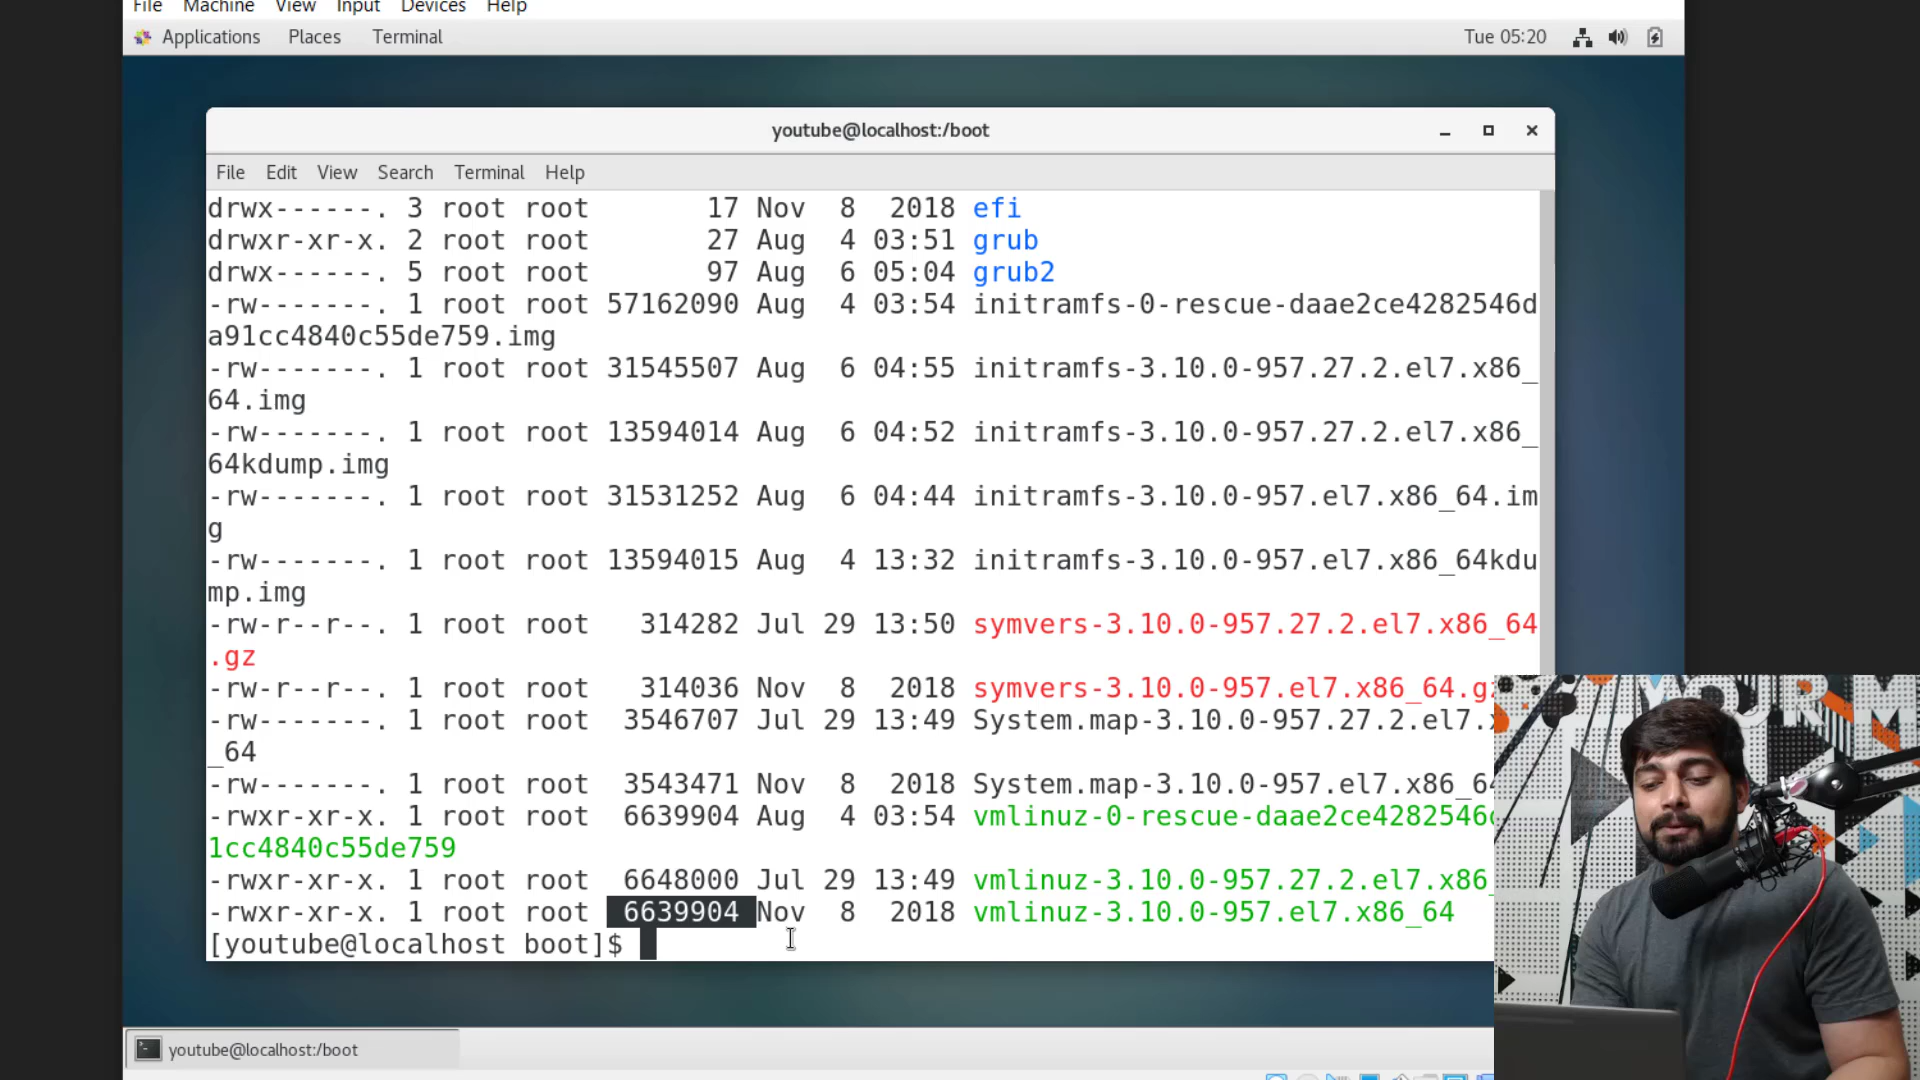 File Machine View Input Devices Help
Applications Places Terminal Tue 05:20
youtube@localhost:/boot
File Edit View Search Terminal Help
drwx------. 3 root root 17 Nov 8 2018 efi
drwxr-xr-x. 2 root root 27 Aug 4 03:51 grub
drwx------. 5 root root 97 Aug 6 05:04 grub2
-rw-------. 1 root root 57162090 Aug 4 03:54 initramfs-0-rescue-daae2ce4282546d
a91cc4840c55de759.img
-rw-------. 1 root root 31545507 Aug 6 04:55 initramfs-3.10.0-957.27.2.el7.x86_
64.img
-rw-------. 1 root root 13594014 Aug 6 04:52 initramfs-3.10.0-957.27.2.el7.x86_
64kdump.img
-rw-------. 1 root root 31531252 Aug 6 04:44 initramfs-3.10.0-957.el7.x86_64.im
g
-rw-------. 1 root root 13594015 Aug 4 13:32 initramfs-3.10.0-957.el7.x86_64kdu
mp.img
-rw-r--r--. 1 root root 314282 Jul 29 13:50 symvers-3.10.0-957.27.2.el7.x86_64
.gz
-rw-r--r--. 1 root root 314036 Nov 8 2018 symvers-3.10.0-957.el7.x86_64.g
-rw-------. 1 root root 3546707 Jul 29 13:49 System.map-3.10.0-957.27.2.el7.x
_64
-rw-------. 1 root root 3543471 Nov 8 2018 System.map-3.10.0-957.el7.x86_64
-rwxr-xr-x. 1 root root 6639904 Aug 4 03:54 vmlinuz-0-rescue-daae2ce4282546
1cc4840c55de759
-rwxr-xr-x. 1 root root 6648000 Jul 29 13:49 vmlinuz-3.10.0-957.27.2.el7.x86_
-rwxr-xr-x. 1 root root 6639904 Nov 8 2018 vmlinuz-3.10.0-957.el7.x86_64
[youtube@localhost boot]$
youtube@localhost:/boot